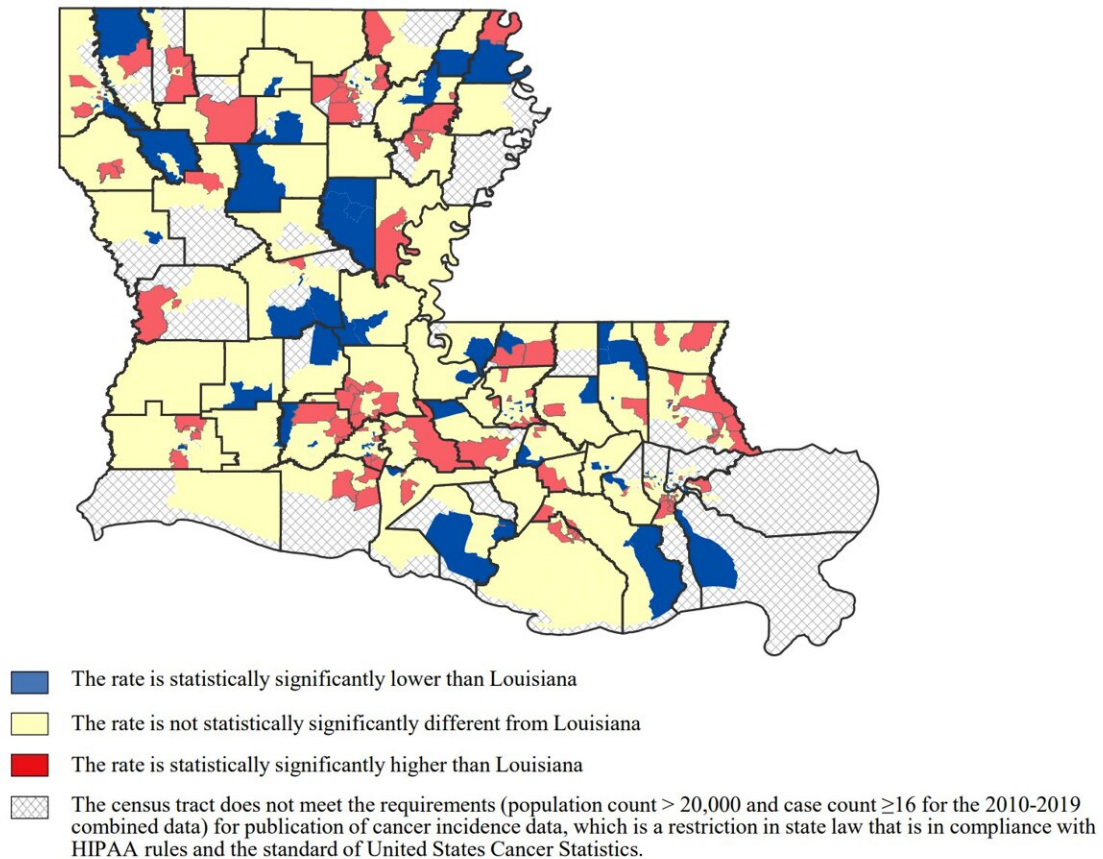 The rate is statistically significantly lower than Louisiana
The rate is not statistically significantly different from Louisiana
The rate is statistically significantly higher than Louisiana
The census tract does not meet the requirements (population count > 20,000 and case count ≥16 for the 2010-2019
combined data) for publication of cancer incidence data, which is a restriction in state law that is in compliance with
HIPAA rules and the standard of United States Cancer Statistics.